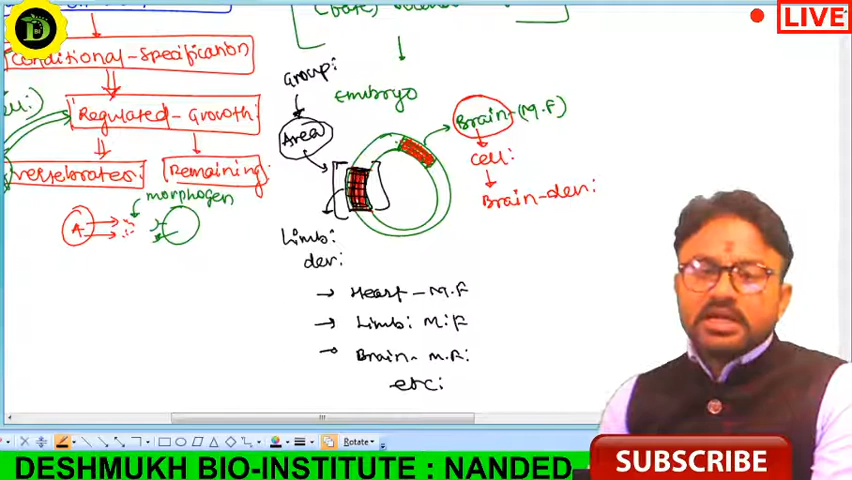 LIVE
Conditional-Specification
Regulated-Growth
vertebrates
Remaining
morphogen
A
Group:
Area
Embryo
Brain-(M.F)
cell:
Brain-dev:
Limb:
dev:
→ Heart - M.F
→ Limb: M.F
→ Brain - M.F:
etc:
Rotate
DESHMUKH BIO-INSTITUTE : NANDED
SUBSCRIBE